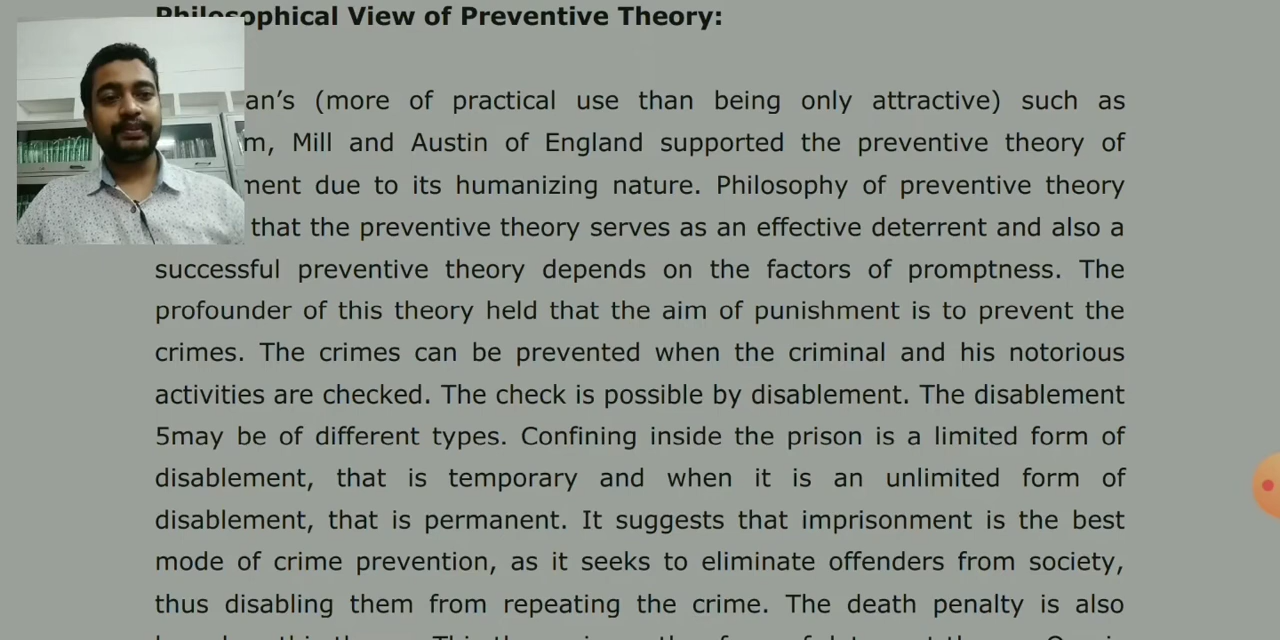 Philosophical View of Preventive Theory:
an’s (more of practical use than being only attractive) such as
m, Mill and Austin of England supported the preventive theory of
ment due to its humanizing nature. Philosophy of preventive theory
that the preventive theory serves as an effective deterrent and also a
successful preventive theory depends on the factors of promptness. The
profounder of this theory held that the aim of punishment is to prevent the
crimes. The crimes can be prevented when the criminal and his notorious
activities are checked. The check is possible by disablement. The disablement
5may be of different types. Confining inside the prison is a limited form of
disablement, that is temporary and when it is an unlimited form of
disablement, that is permanent. It suggests that imprisonment is the best
mode of crime prevention, as it seeks to eliminate offenders from society,
thus disabling them from repeating the crime. The death penalty is also